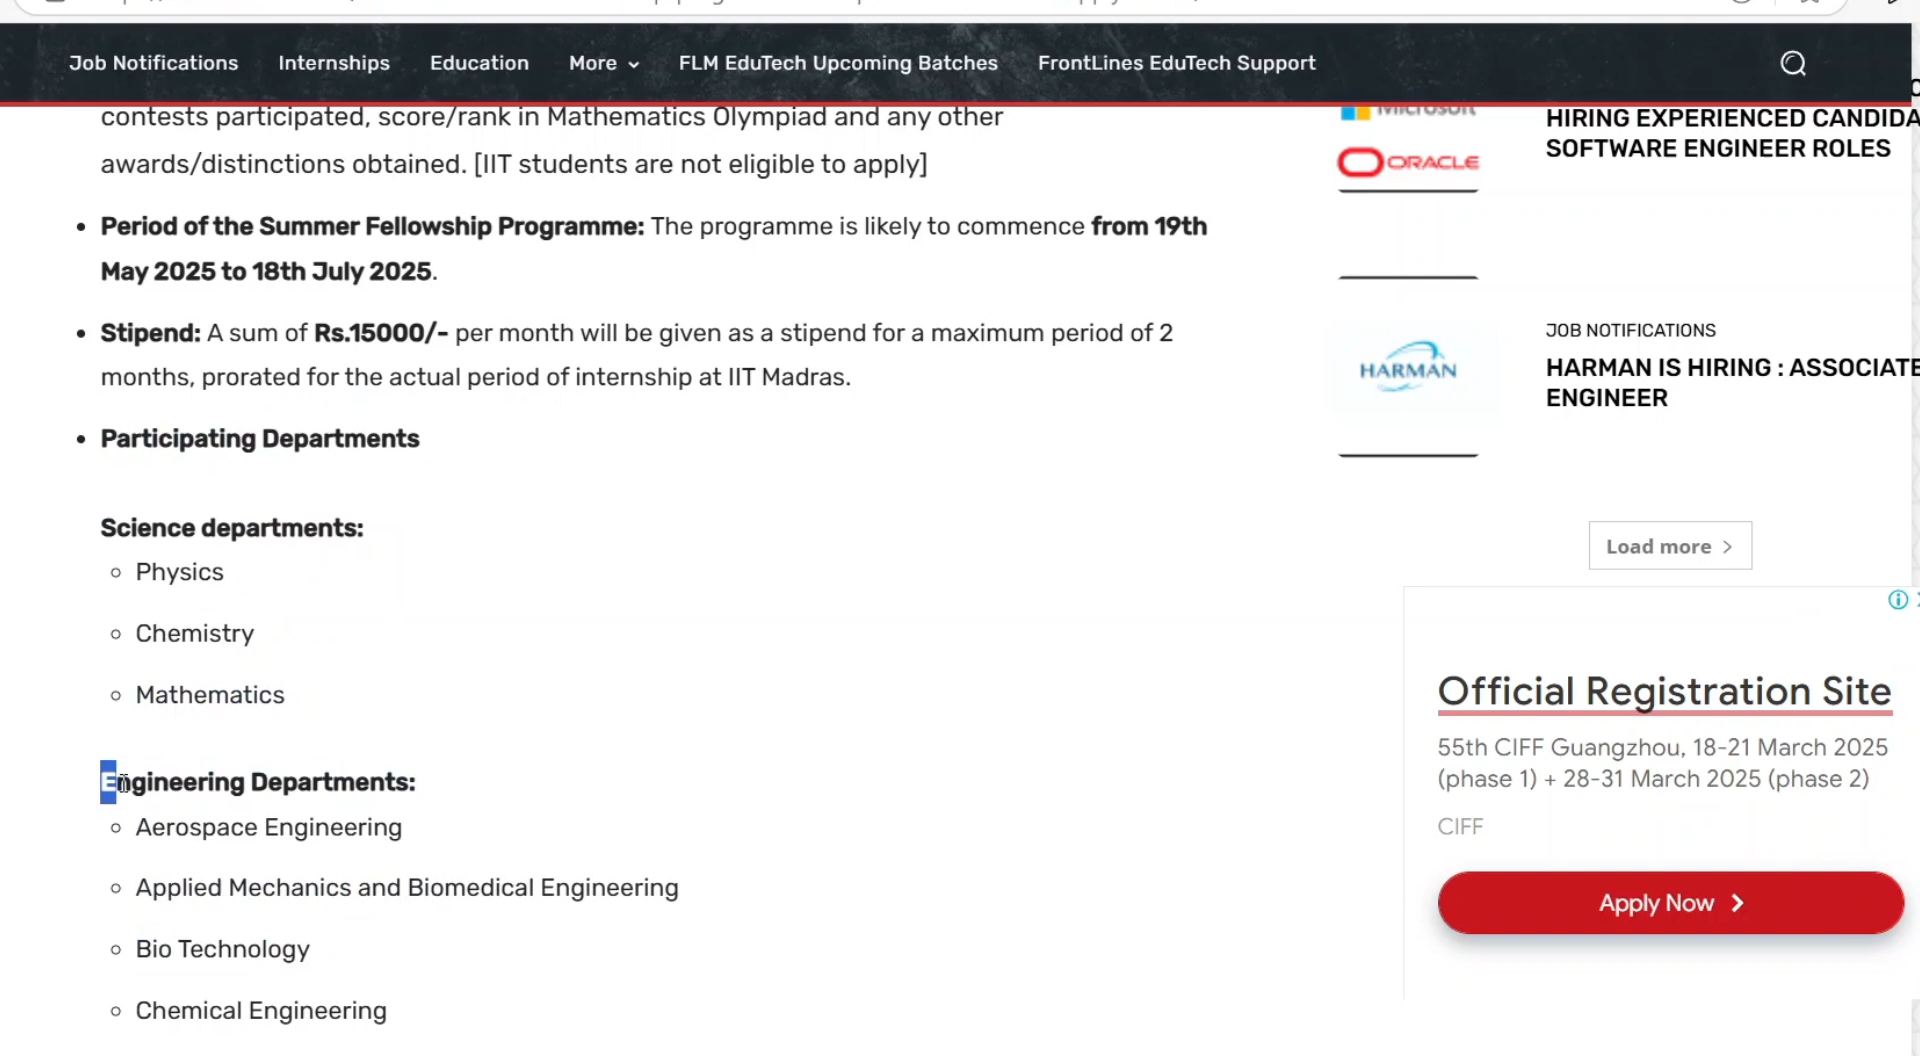 Job Notifications Internships Education More FLM EduTech Upcoming Batches FrontLines EduTech Support
contests participated, score/rank in Mathematics Olympiad and any other
awards/distinctions obtained. [IIT students are not eligible to apply]
• Period of the Summer Fellowship Programme: The programme is likely to commence from 19th
May 2025 to 18th July 2025.
• Stipend: A sum of Rs.15000/- per month will be given as a stipend for a maximum period of 2
months, prorated for the actual period of internship at IIT Madras.
• Participating Departments
Science departments:
Physics
Chemistry
Mathematics
Engineering Departments:
Aerospace Engineering
Applied Mechanics and Biomedical Engineering
Bio Technology
Chemical Engineering
Microsoft
ORACLE
HIRING EXPERIENCED
SOFTWARE ENGINEER ROLES
HARMAN
JOB NOTIFICATIONS
HARMAN IS HIRING : ASSOCIATE
ENGINEER
Load more
Official Registration Site
55th CIFF Guangzhou, 18-21 March 2025
(phase 1) + 28-31 March 2025 (phase 2)
CIFF
Apply Now